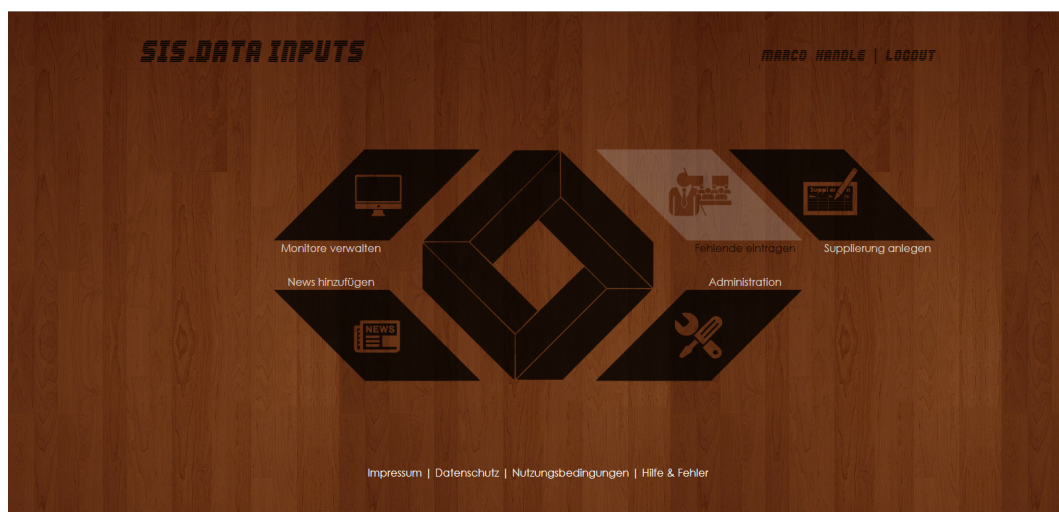 SIS.DATA INPUTS
MARCO HANDLE | LOGOUT
Monitore verwalten
Fehlende eintragen
Supplierung anlegen
News hinzufügen
Administration
NEWS
Impressum | Datenschutz | Nutzungsbedingungen | Hilfe & Fehler